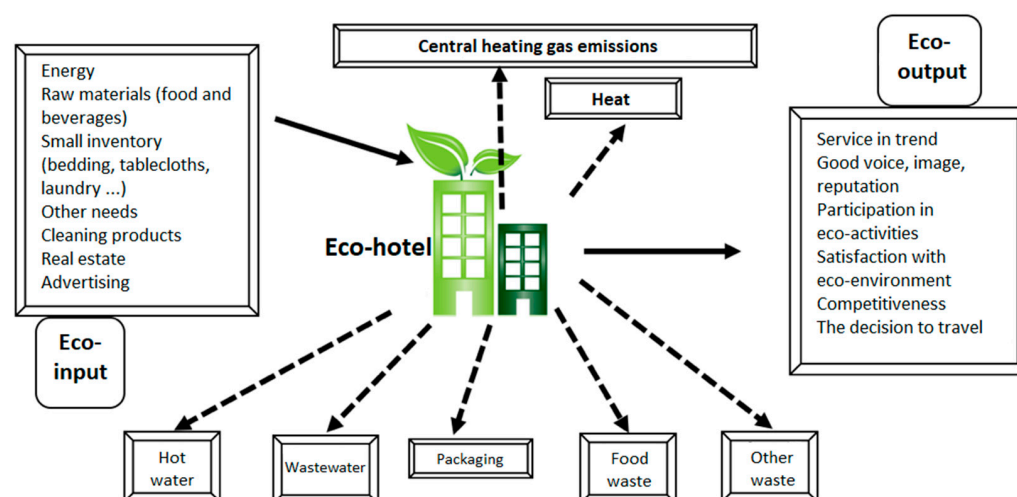 Central heating gas emissions
Heat
Eco-
output
Energy
Raw materials (food and
beverages)
Small inventory
(bedding, tablecloths,
laundry ...)
Other needs
Cleaning products
Real estate
Advertising
Eco-
input
Eco-hotel
Service in trend
Good voice, image,
reputation
Participation in
eco-activities
Satisfaction with
eco-environment
Competitiveness
The decision to travel
Hot
water
Wastewater
Packaging
Food
waste
Other
waste